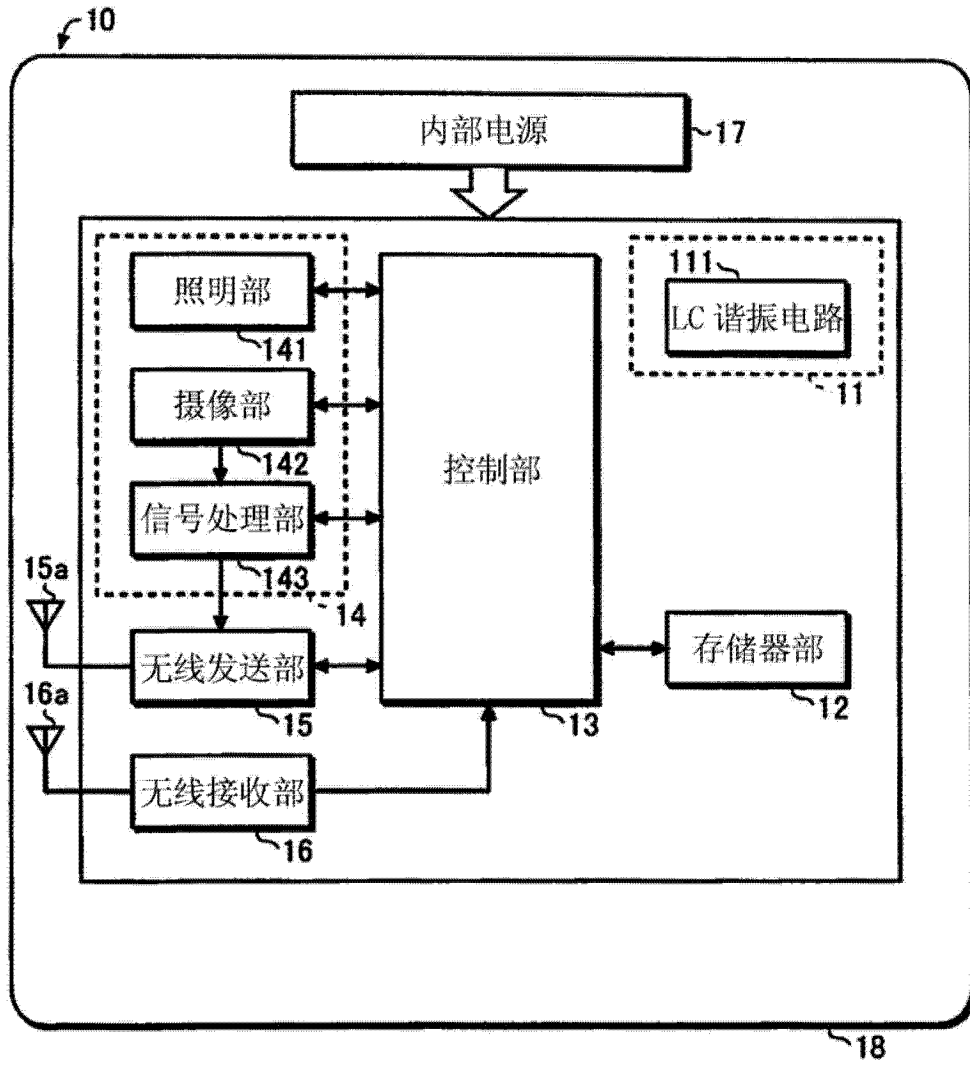 10
内部电源
17
照明部
141
111
LC 谐振电路
11
摄像部
142
控制部
信号处理部
143
15a
14
无线发送部
15
存储器部
12
16a
13
无线接收部
16
18